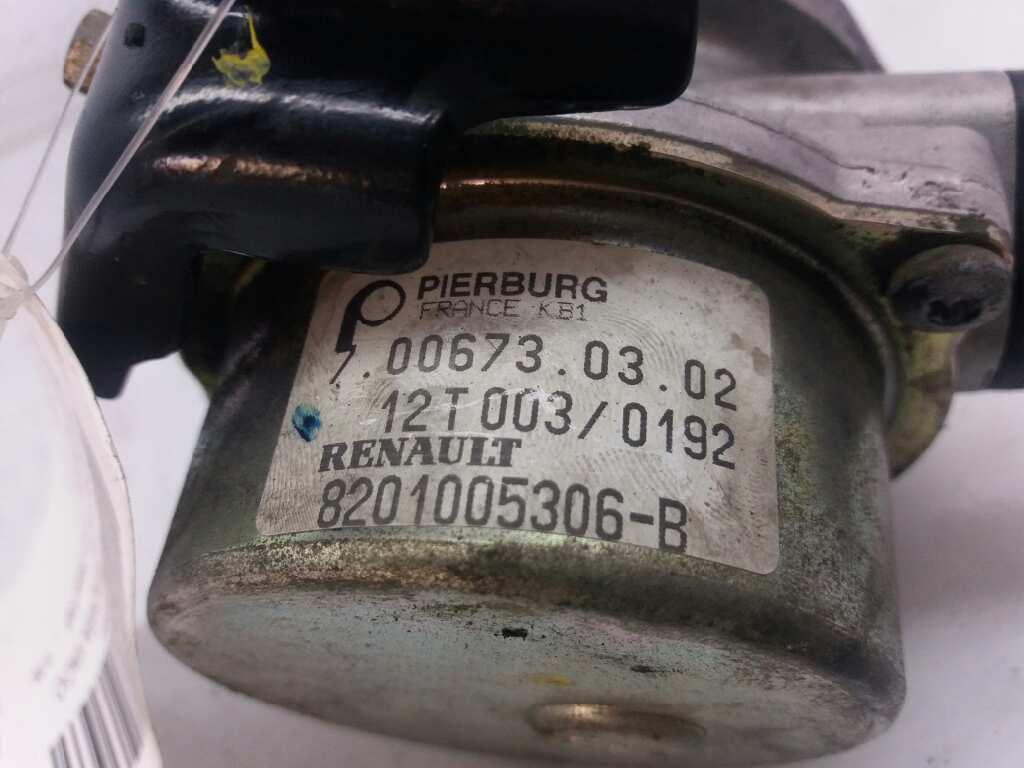 PIERBURG
FRANCE KB1
7.00673.03.02
12T003/0192
RENAULT
8201005306-B